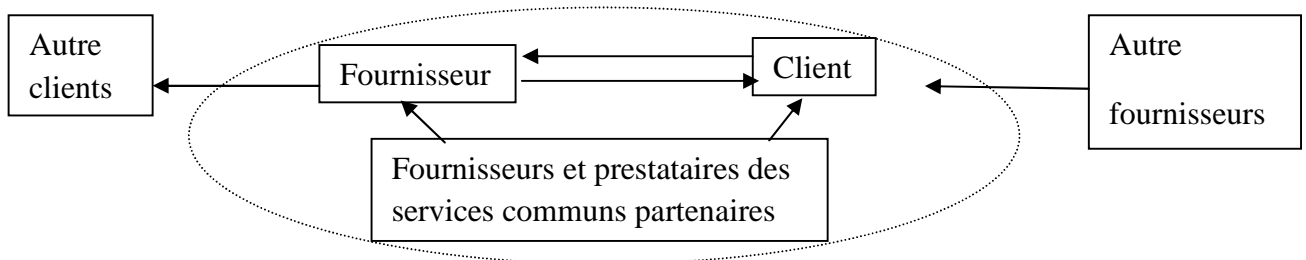 Autre
clients
Fournisseur
Client
Autre
fournisseurs
Fournisseurs et prestataires des
services communs partenaires